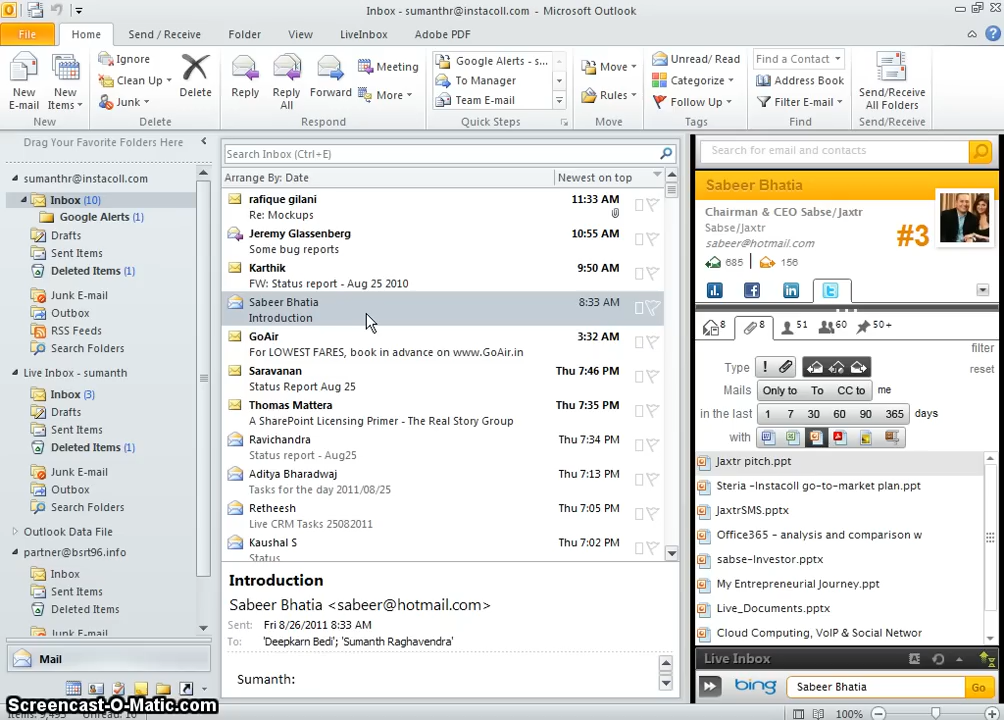 Inbox - sumanthr@instacoll.com - Microsoft Outlook
File
Home
Send / Receive
Folder
View
LiveInbox
Adobe PDF
New E-mail
New Items
New
Ignore
Clean Up
Junk
Delete
Delete
Reply
Reply All
Forward
Meeting
More
Respond
Google Alerts - s...
To Manager
Team E-mail
Quick Steps
Move
Rules
Move
Unread/ Read
Categorize
Follow Up
Tags
Find a Contact
Address Book
Filter E-mail
Find
Send/Receive All Folders
Send/Receive
Drag Your Favorite Folders Here
sumanthr@instacoll.com
Inbox (10)
Google Alerts (1)
Drafts
Sent Items
Deleted Items (1)
Junk E-mail
Outbox
RSS Feeds
Search Folders
Live Inbox - sumanth
Inbox (3)
Drafts
Sent Items
Deleted Items (1)
Junk E-mail
Outbox
Search Folders
Outlook Data File
partner@bsrt96.info
Inbox
Sent Items
Deleted Items
Junk E-mail
Mail
Search Inbox (Ctrl+E)
Arrange By: Date
Newest on top
rafique gilani 11:33 AM
Re: Mockups
Jeremy Glassenberg 10:55 AM
Some bug reports
Karthik 9:50 AM
FW: Status report - Aug 25 2010
Sabeer Bhatia 8:33 AM
Introduction
GoAir 3:32 AM
For LOWEST FARES, book in advance on www.GoAir.in
Saravanan Thu 7:46 PM
Status Report Aug 25
Thomas Mattera Thu 7:35 PM
A SharePoint Licensing Primer - The Real Story Group
Ravichandra Thu 7:34 PM
Status report - Aug25
Aditya Bharadwaj Thu 7:13 PM
Tasks for the day 2011/08/25
Retheesh Thu 7:05 PM
Live CRM Tasks 25082011
Kaushal S Thu 7:02 PM
Status
Introduction
Sabeer Bhatia <sabeer@hotmail.com>
Sent: Fri 8/26/2011 8:33 AM
To: 'Deepkarn Bedi'; 'Sumanth Raghavendra'
Sumanth:
Search for email and contacts
Sabeer Bhatia
Chairman & CEO Sabse/Jaxtr
Sabse/Jaxtr
sabeer@hotmail.com
#3
685
156
8
8
51
60
50+
filter
reset
Type
Mails Only to To CC to me
in the last 1 7 30 60 90 365 days
with
Jaxtr pitch.ppt
Steria -Instacoll go-to-market plan.ppt
JaxtrSMS.pptx
Office365 - analysis and comparison w
sabse-Investor.pptx
My Entrepreneurial Journey.ppt
Live_Documents.pptx
Cloud Computing, VoIP & Social Networ
Live Inbox
bing
Sabeer Bhatia
Go
Screencast-O-Matic.com
100%